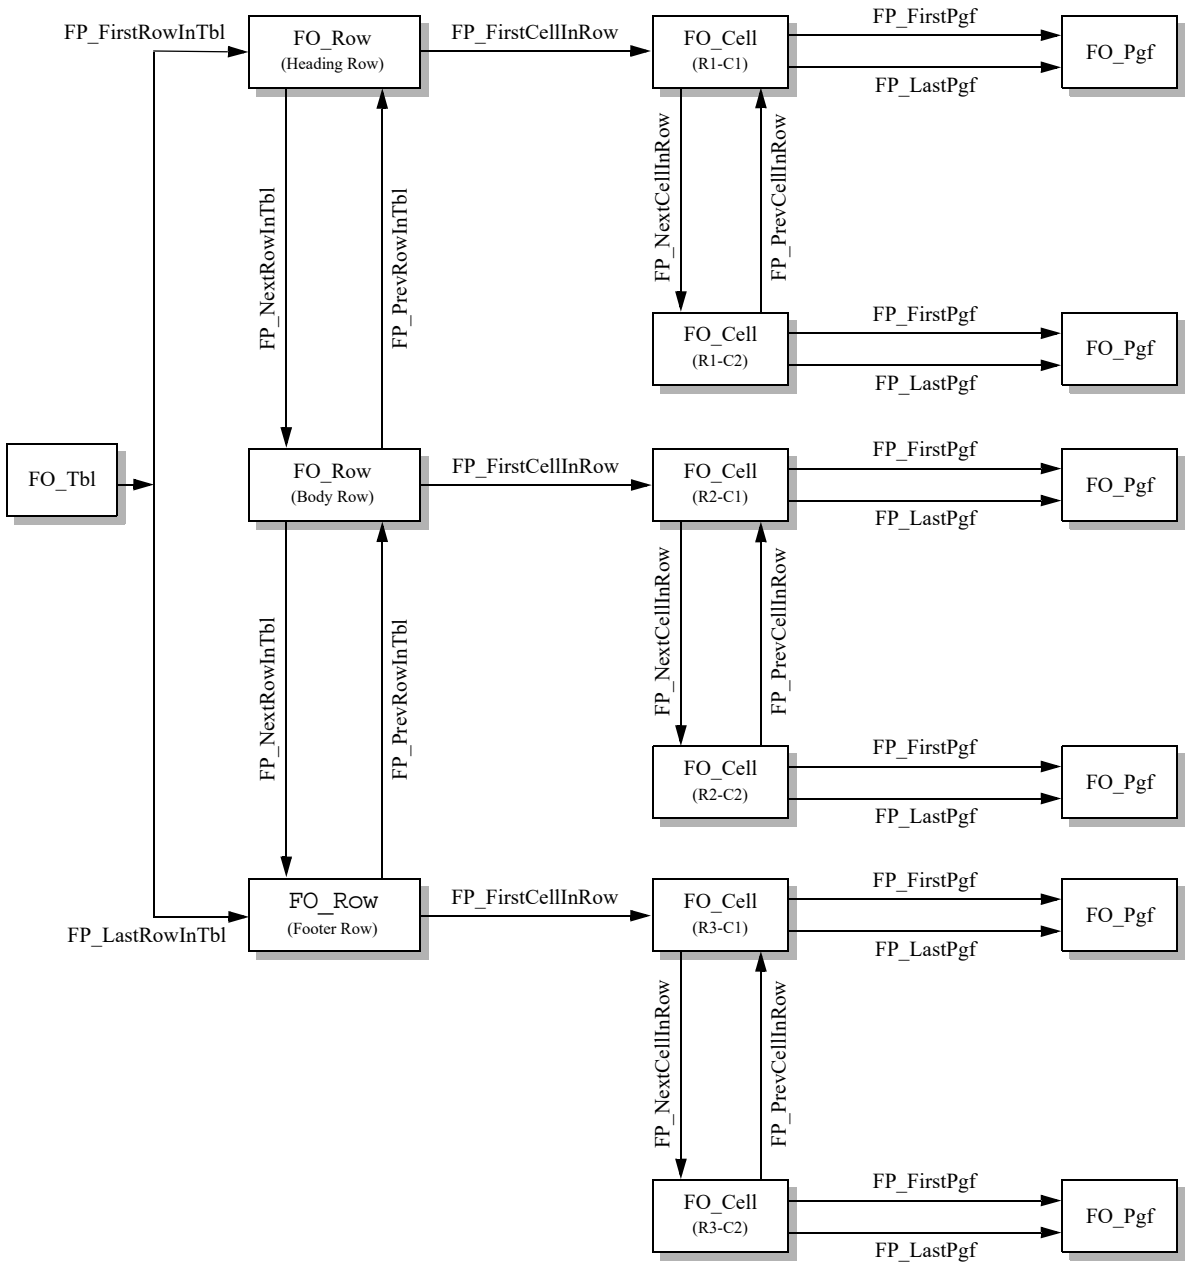 FP_FirstRowInTbl
FO_Row
(Heading Row)
FP_FirstCellInRow
FO_Cell
(R1-C1)
FP_FirstPgf
FP_LastPgf
FO_Pgf
FP_NextRowInTbl
FP_PrevRowInTbl
FP_NextCellInRow
FP_PrevCellInRow
FO_Cell
(R1-C2)
FP_FirstPgf
FP_LastPgf
FO_Pgf
FO_Tbl
FO_Row
(Body Row)
FP_FirstCellInRow
FO_Cell
(R2-C1)
FP_FirstPgf
FP_LastPgf
FO_Pgf
FP_NextRowInTbl
FP_PrevRowInTbl
FP_NextCellInRow
FP_PrevCellInRow
FO_Cell
(R2-C2)
FP_FirstPgf
FP_LastPgf
FO_Pgf
FP_LastRowInTbl
FO_Row
(Footer Row)
FP_FirstCellInRow
FO_Cell
(R3-C1)
FP_FirstPgf
FP_LastPgf
FO_Pgf
FP_NextCellInRow
FP_PrevCellInRow
FO_Cell
(R3-C2)
FP_FirstPgf
FP_LastPgf
FO_Pgf